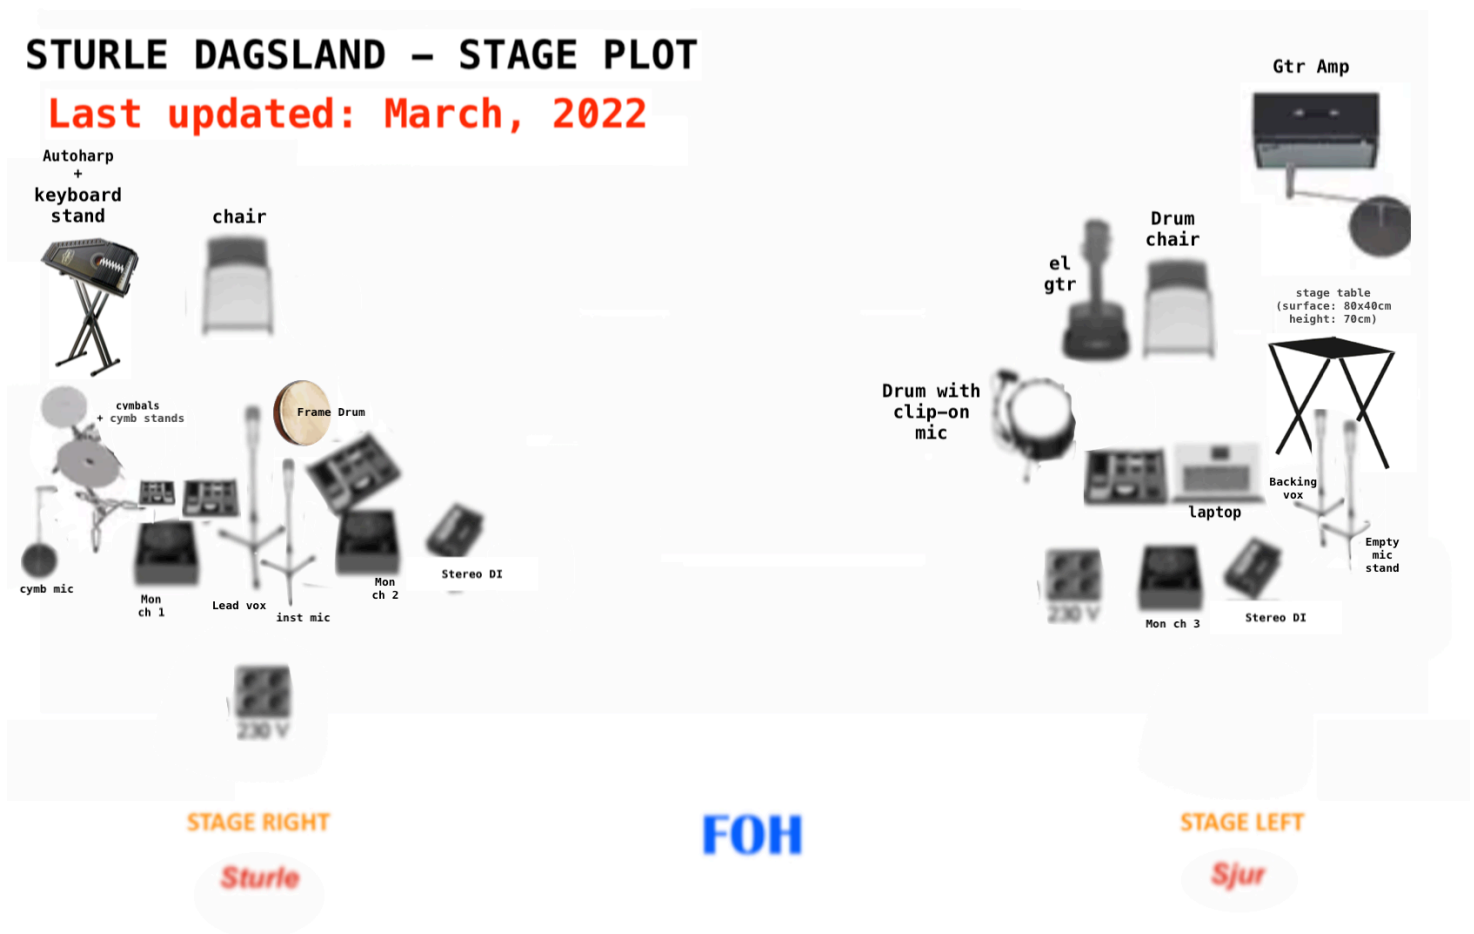 STURLE DAGSLAND – STAGE PLOT
Last updated: March, 2022
Autoharp
+
keyboard
stand
chair
cymbals
+ cymb stands
Frame Drum
cymb mic
Mon
ch 1
Lead vox
inst mic
Mon
ch 2
Stereo DI
230 V
Gtr Amp
Drum
chair
el
gtr
stage table
(surface: 80x40cm
height: 70cm)
Drum with
clip–on
mic
laptop
Backing
vox
Empty
mic
stand
230 V
Mon ch 3
Stereo DI
STAGE RIGHT
Sturle
FOH
STAGE LEFT
Sjur